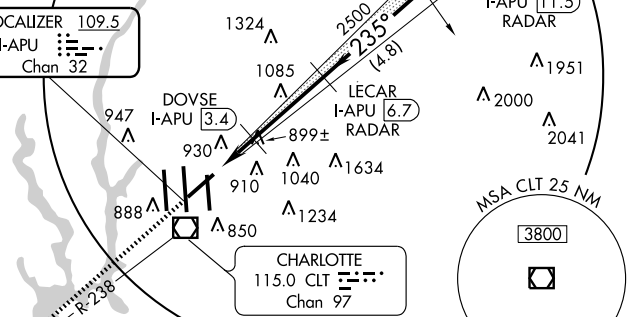 OCALIZER 109.5
I-APU
Chan 32
1324
2500
235°
(4.8)
I-APU 11.5
RADAR
1951
1085
2000
2041
LECAR
I-APU 6.7
RADAR
DOVSE
I-APU 3.4
947
930
899±
910
1040
1634
888
850
1234
MSA CLT 25 NM
3800
CHARLOTTE
115.0 CLT
Chan 97
R-238